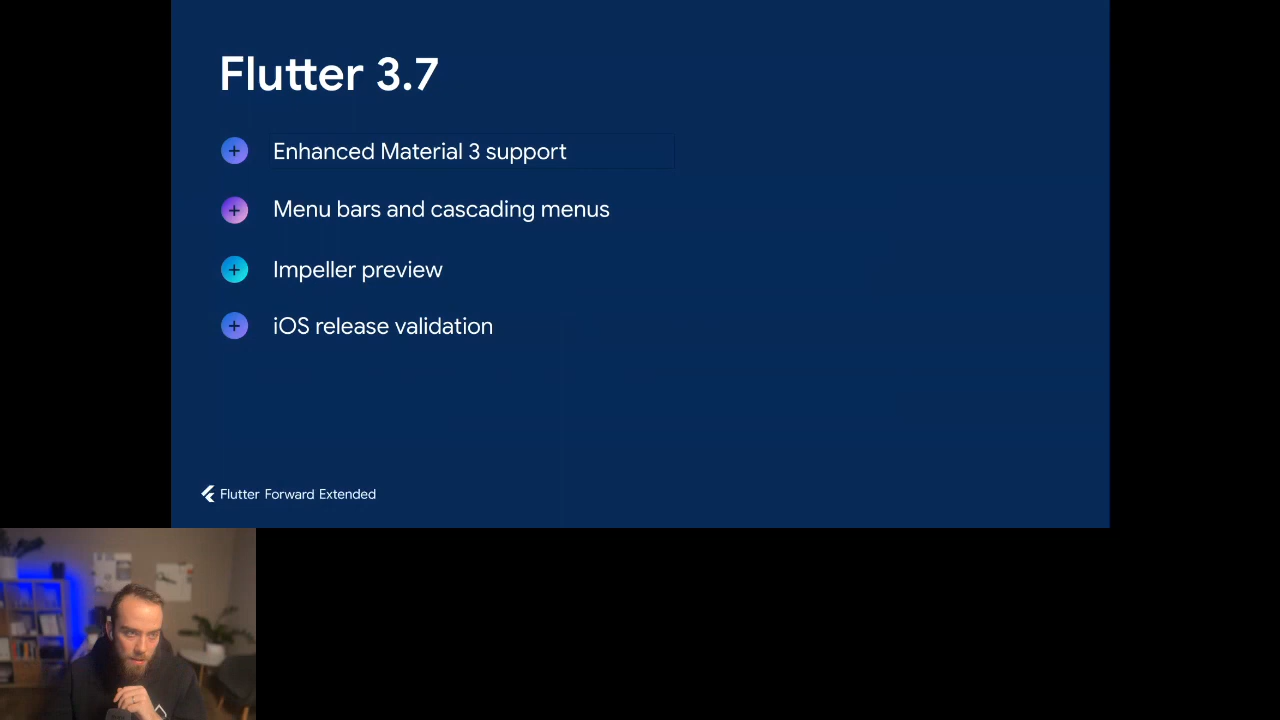 Flutter 3.7
Enhanced Material 3 support
Menu bars and cascading menus
Impeller preview
iOS release validation
Flutter Forward Extended